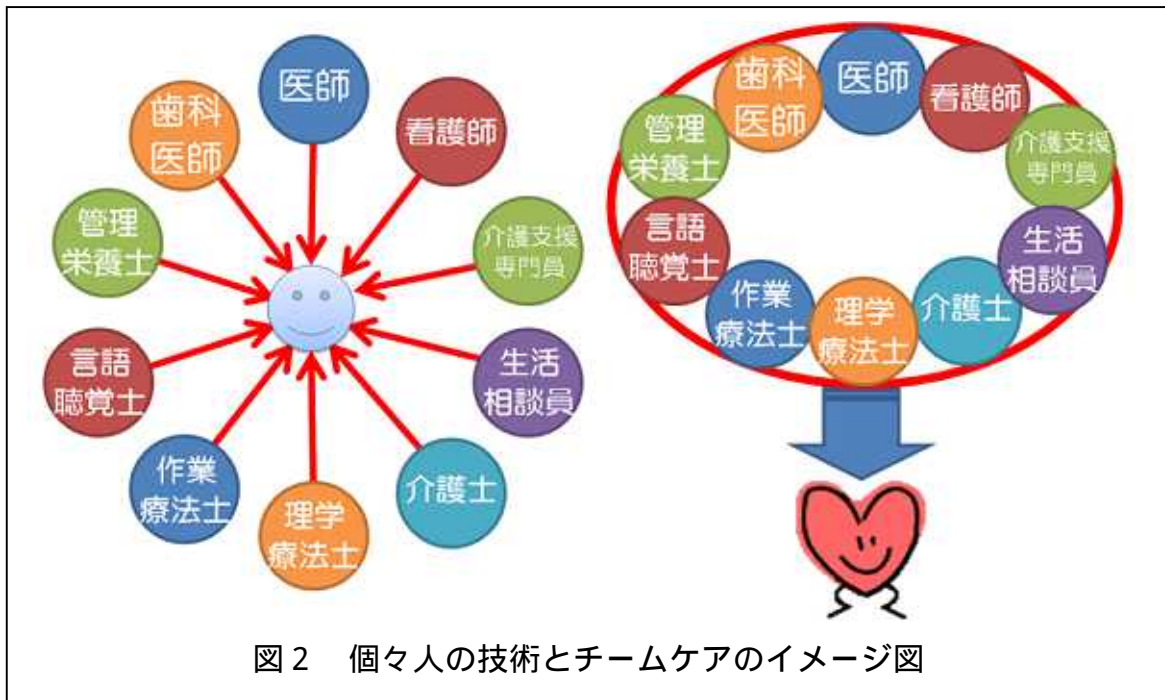 医師
看護師
介護支援
専門員
生活
相談員
介護士
理学
療法士
作業
療法士
言語
聴覚士
管理
栄養士
歯科
医師
医師
看護師
介護支援
専門員
生活
相談員
介護士
理学
療法士
作業
療法士
言語
聴覚士
管理
栄養士
歯科
医師
図2 個々人の技術とチームケアのイメージ図